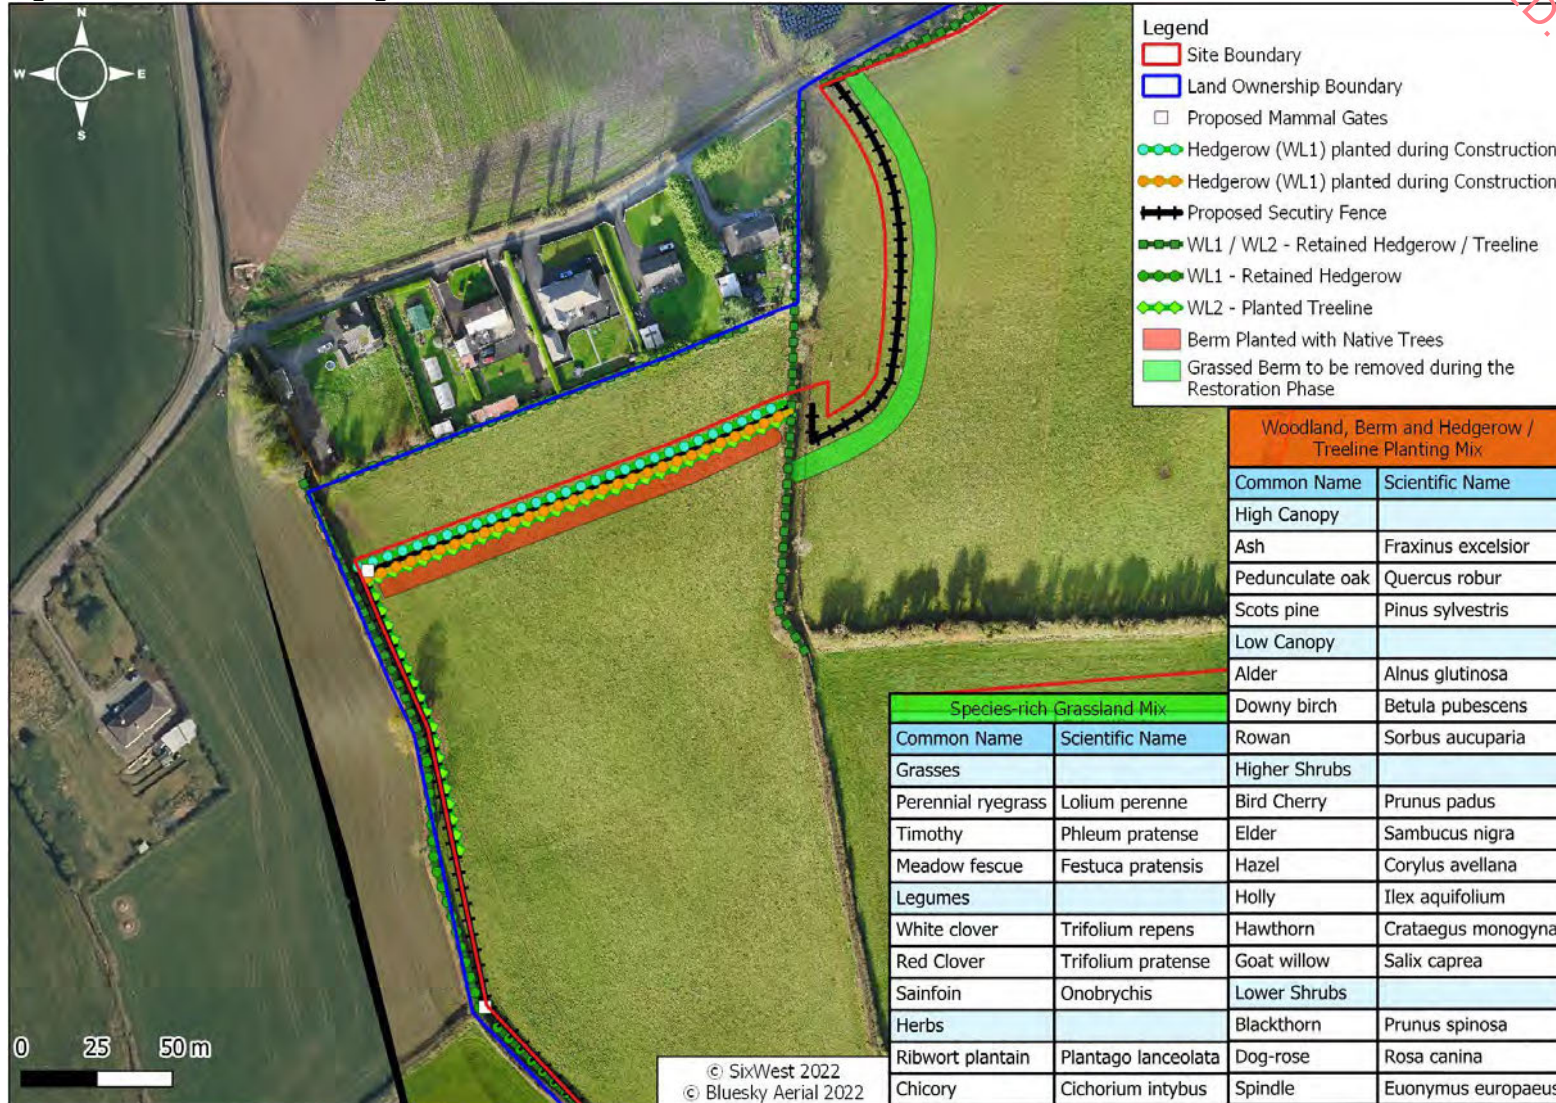 N
W E
S
Legend
Site Boundary
Land Ownership Boundary
Proposed Mammal Gates
Hedgerow (WL1) planted during Construction
Hedgerow (WL1) planted during Construction
Proposed Secutiry Fence
WL1 / WL2 - Retained Hedgerow / Treeline
WL1 - Retained Hedgerow
WL2 - Planted Treeline
Berm Planted with Native Trees
Grassed Berm to be removed during the
Restoration Phase
Woodland, Berm and Hedgerow /
Treeline Planting Mix
Common Name Scientific Name
High Canopy
Ash Fraxinus excelsior
Pedunculate oak Quercus robur
Scots pine Pinus sylvestris
Low Canopy
Alder Alnus glutinosa
Downy birch Betula pubescens
Rowan Sorbus aucuparia
Higher Shrubs
Bird Cherry Prunus padus
Elder Sambucus nigra
Hazel Corylus avellana
Holly Ilex aquifolium
Hawthorn Crataegus monogyna
Goat willow Salix caprea
Lower Shrubs
Blackthorn Prunus spinosa
Dog-rose Rosa canina
Spindle Euonymus europaeus
Species-rich Grassland Mix
Common Name Scientific Name
Grasses
Perennial ryegrass Lolium perenne
Timothy Phleum pratense
Meadow fescue Festuca pratensis
Legumes
White clover Trifolium repens
Red Clover Trifolium pratense
Sainfoin Onobrychis
Herbs
Ribwort plantain Plantago lanceolata
Chicory Cichorium intybus
0 25 50 m
© SixWest 2022
© Bluesky Aerial 2022